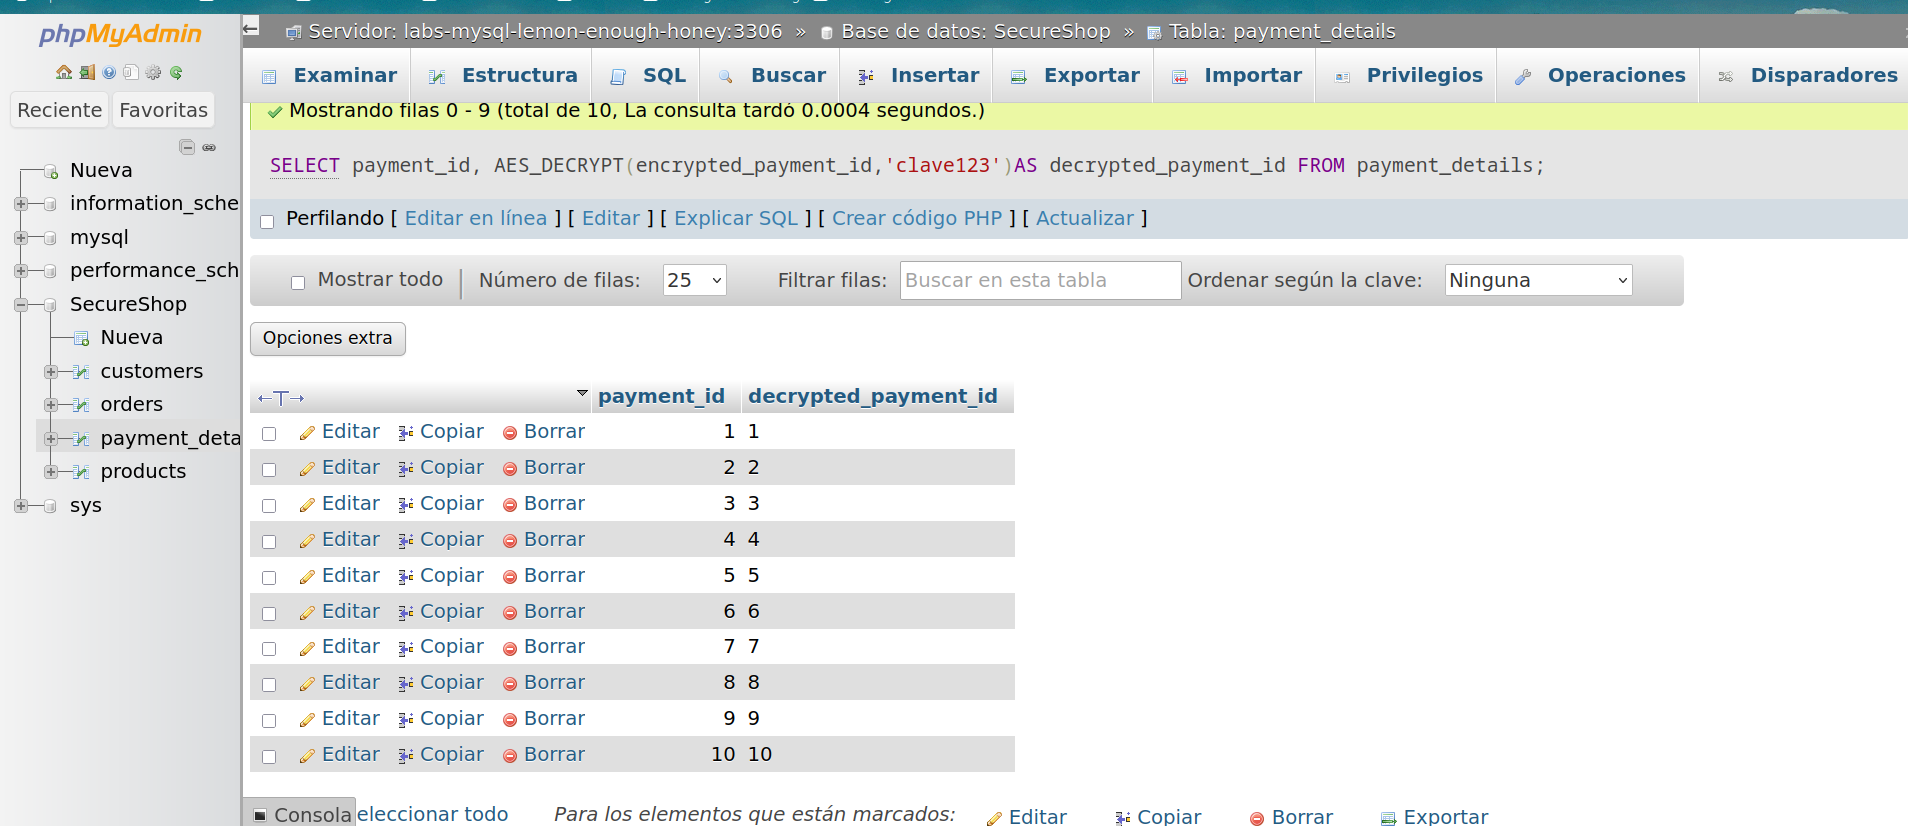 phpMyAdmin
Reciente Favoritas
Nueva
information_sche
mysql
performance_sch
SecureShop
Nueva
customers
orders
payment_deta
products
sys
Servidor: labs-mysql-lemon-enough-honey:3306 » Base de datos: SecureShop » Tabla: payment_details
Examinar Estructura SQL Buscar Insertar Exportar Importar Privilegios Operaciones Disparadores
Mostrando filas 0 - 9 (total de 10, La consulta tardó 0.0004 segundos.)
SELECT payment_id, AES_DECRYPT(encrypted_payment_id,'clave123')AS decrypted_payment_id FROM payment_details;
Perfilando [ Editar en línea ] [ Editar ] [ Explicar SQL ] [ Crear código PHP ] [ Actualizar ]
Mostrar todo Número de filas: 25 Filtrar filas: Buscar en esta tabla Ordenar según la clave: Ninguna
Opciones extra
←T→ payment_id decrypted_payment_id
Editar Copiar Borrar 1 1
Editar Copiar Borrar 2 2
Editar Copiar Borrar 3 3
Editar Copiar Borrar 4 4
Editar Copiar Borrar 5 5
Editar Copiar Borrar 6 6
Editar Copiar Borrar 7 7
Editar Copiar Borrar 8 8
Editar Copiar Borrar 9 9
Editar Copiar Borrar 10 10
Consola eleccionar todo Para los elementos que están marcados: Editar Copiar Borrar Exportar